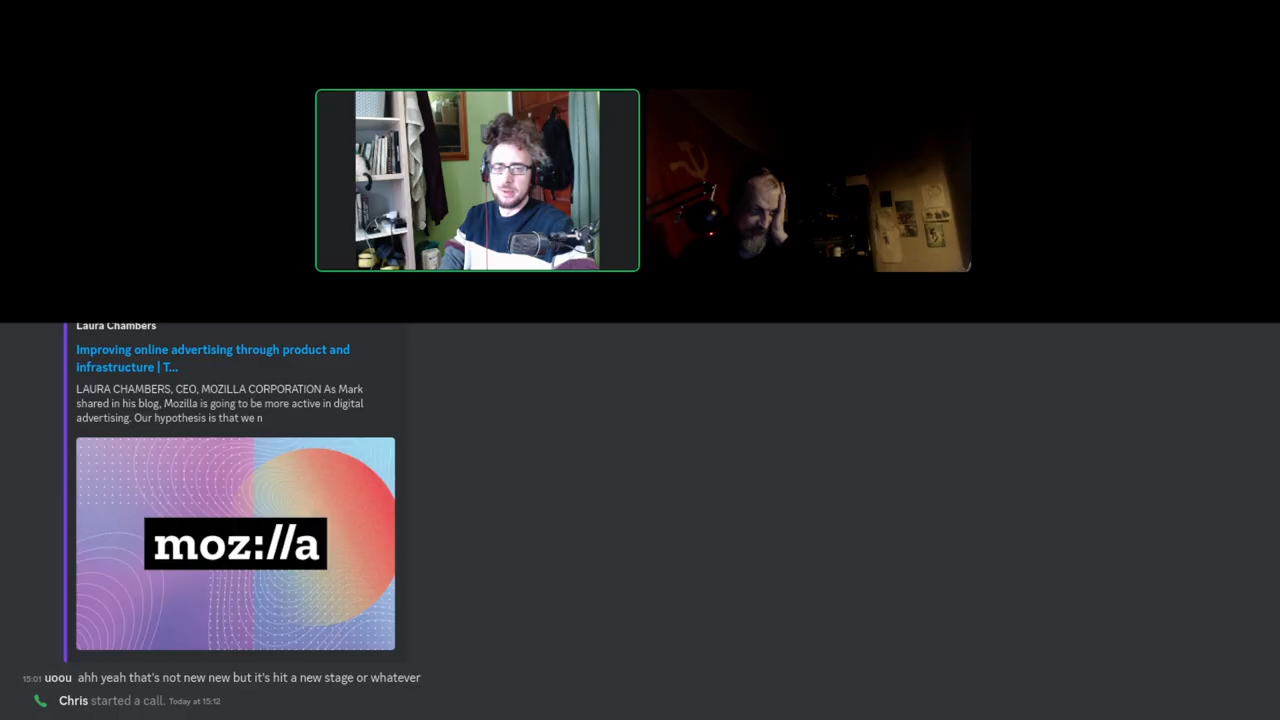 Laura Chambers
Improving online advertising through product and
infrastructure | T...
LAURA CHAMBERS, CEO, MOZILLA CORPORATION As Mark
shared in his blog, Mozilla is going to be more active in digital
advertising. Our hypothesis is that we n
moz://a
15:01 uoou ahh yeah that's not new new but it's hit a new stage or whatever
Chris started a call. Today at 15:12